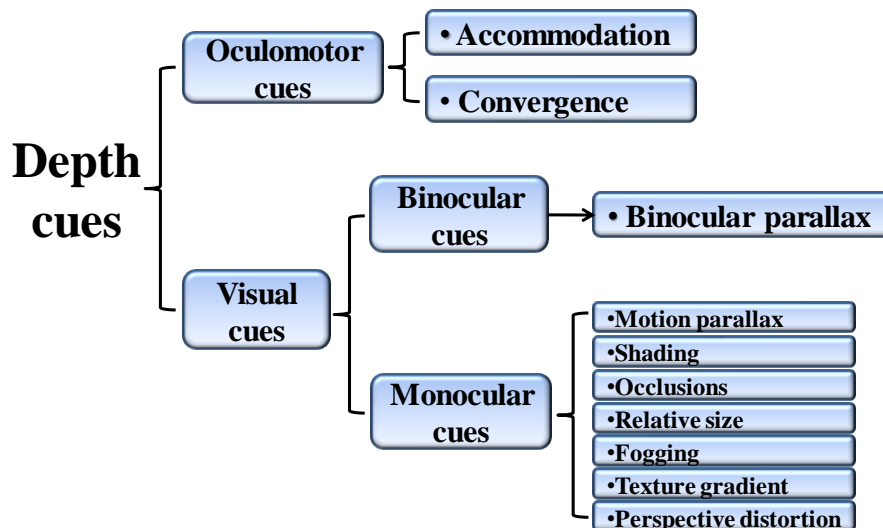 Depth
cues
Oculomotor
cues
• Accommodation
• Convergence
Visual
cues
Binocular
cues
• Binocular parallax
Monocular
cues
•Motion parallax
•Shading
•Occlusions
•Relative size
•Fogging
•Texture gradient
•Perspective distortion